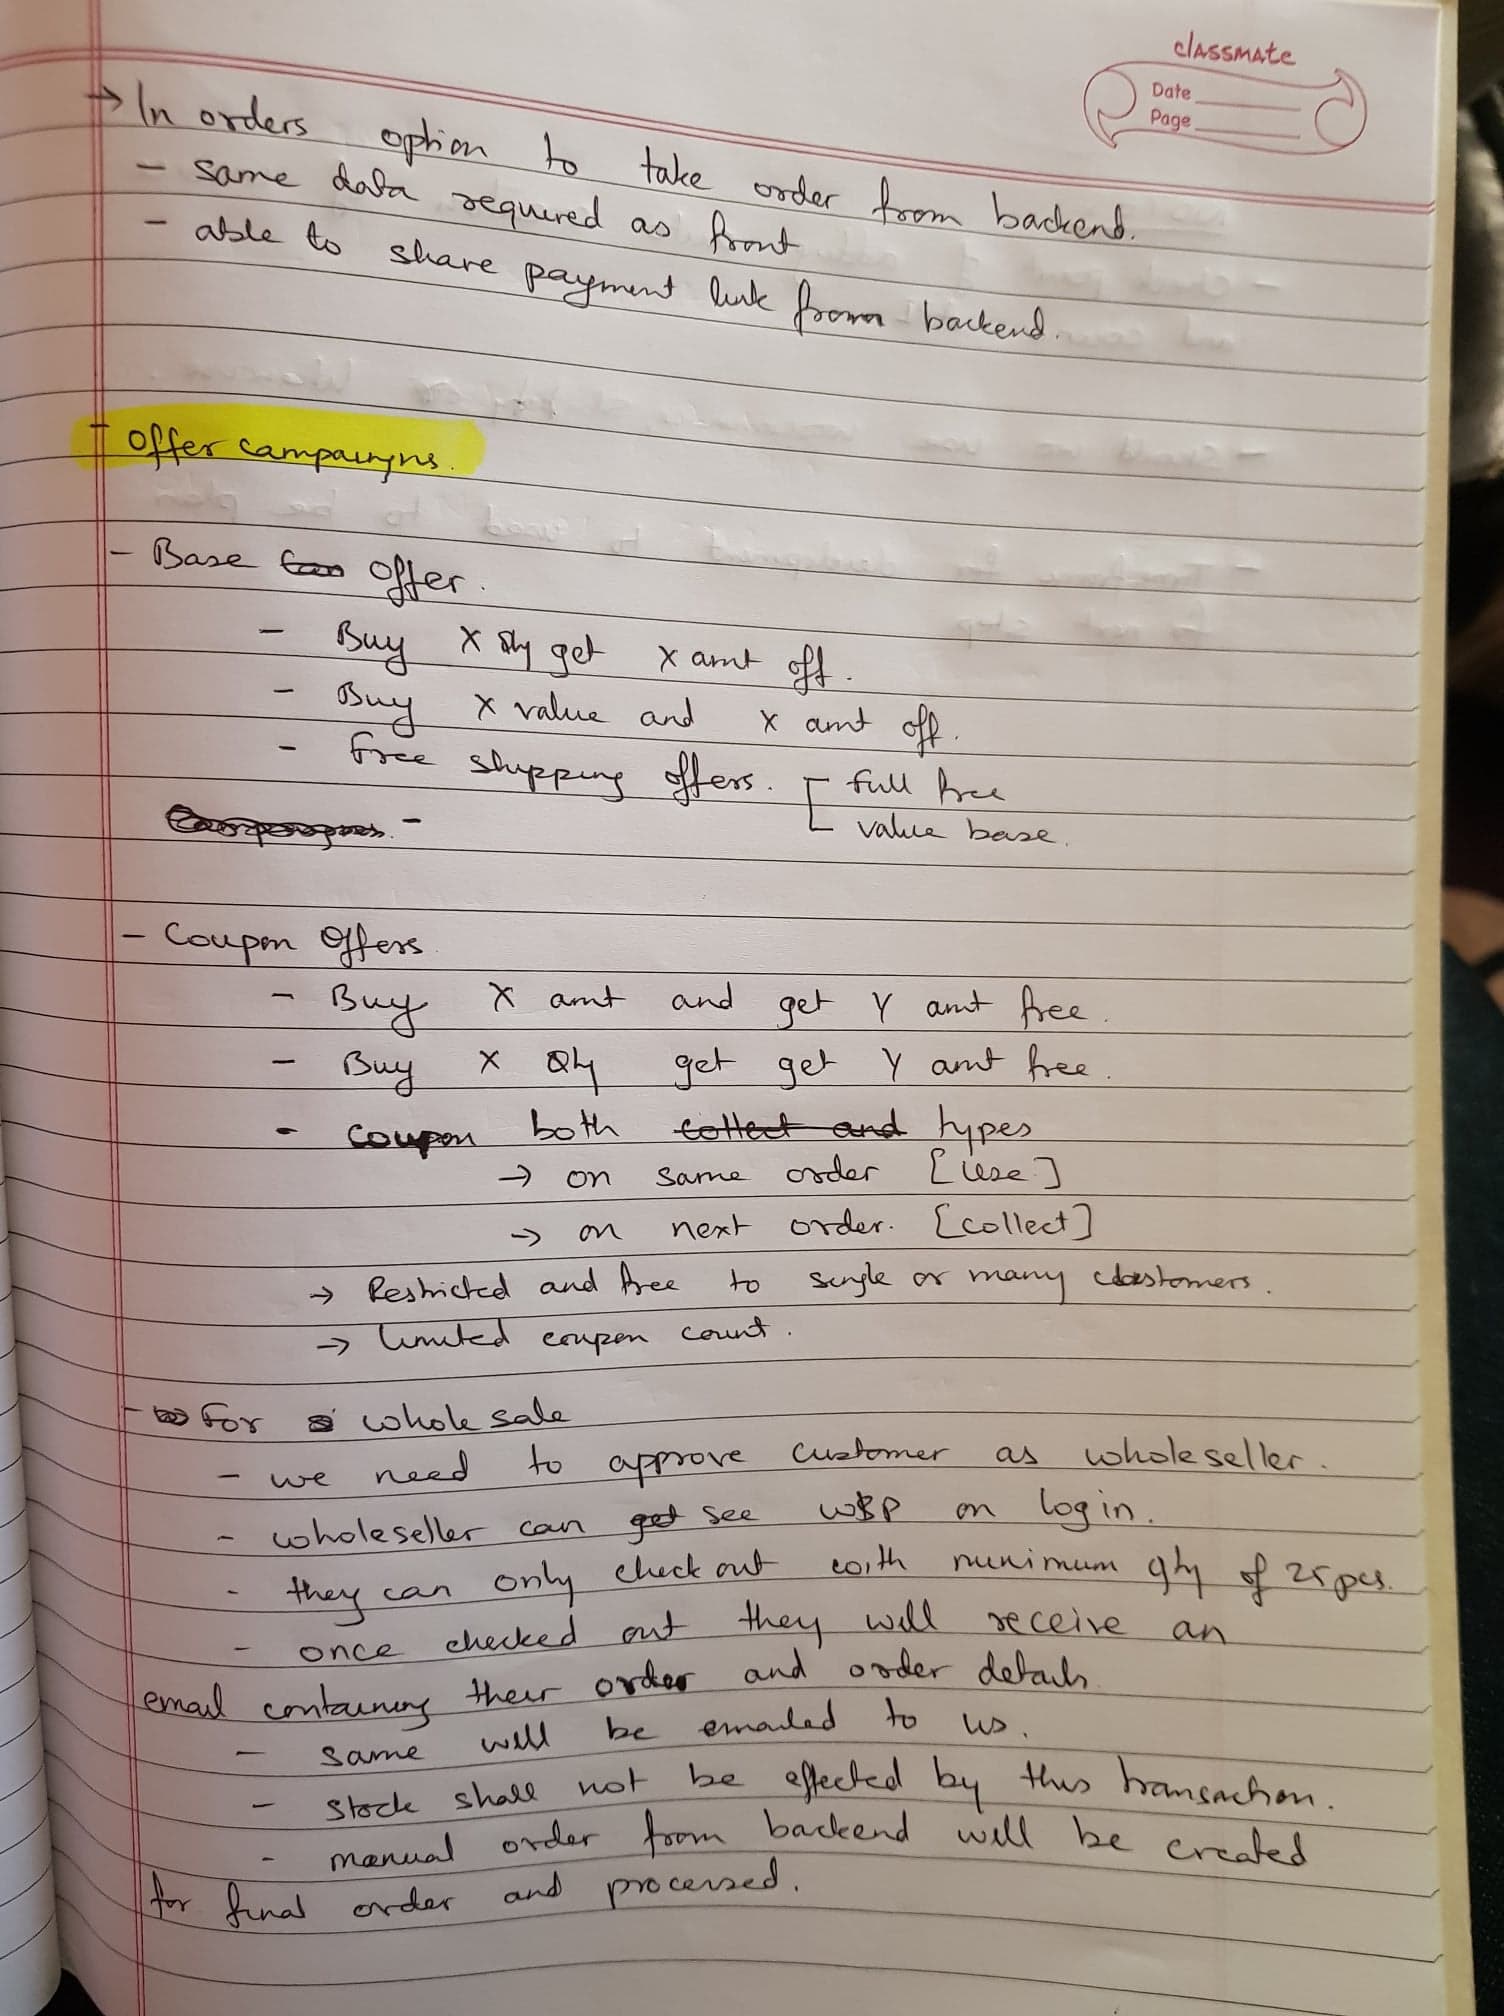 classmate
Date
Page
→ In orders option to take order from backend.
- same data required as front
- able to share payment link from backend.
- Offer campaigns.
- Base Offer.
- Buy X Qty get X amt off.
- Buy X value and X amt off.
- Free shipping offers. [ full free
value base.
- Coupon Offers
- Buy X amt and get Y amt free.
- Buy X Qty get get Y amt free.
- Coupon both collect and types
→ on same order [use]
→ on next order. [collect]
→ Restricted and free to single or many customers.
→ limited coupon count.
- For whole sale
- we need to approve customer as wholeseller.
- wholeseller can get see WSP on login.
- they can only check out with minimum qty of 25 pcs.
- once checked out they will receive an
email containing their order and order details
- same will be emailed to us.
- stock shall not be effected by this transaction.
- manual order from backend will be created
for final order and processed.